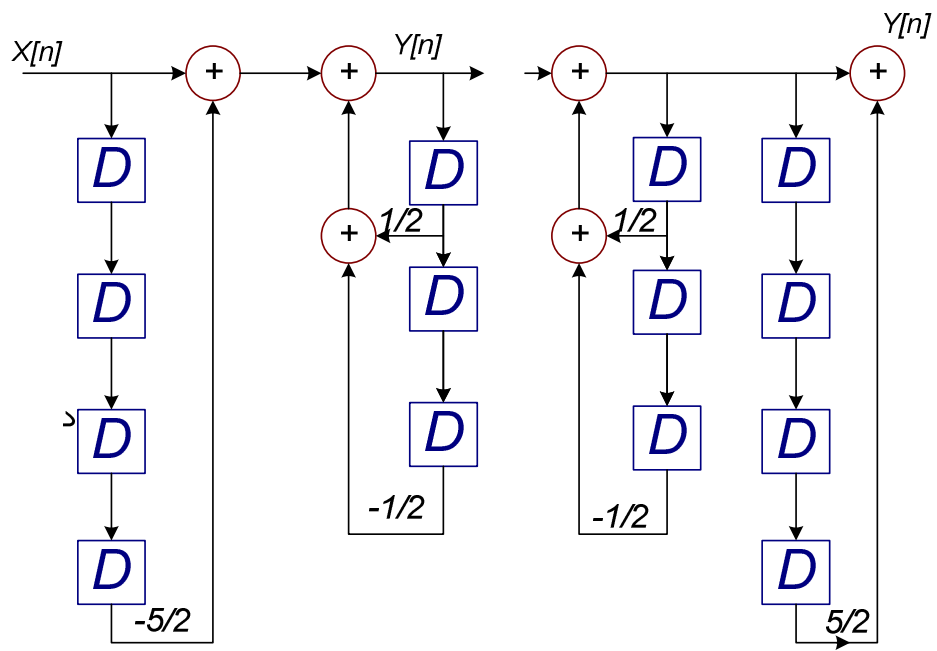 X[n] + + Y[n] + + Y[n]
D D D D
+ 1/2 + 1/2
D D D D
D D D D
-1/2 -1/2
D D
-5/2 5/2